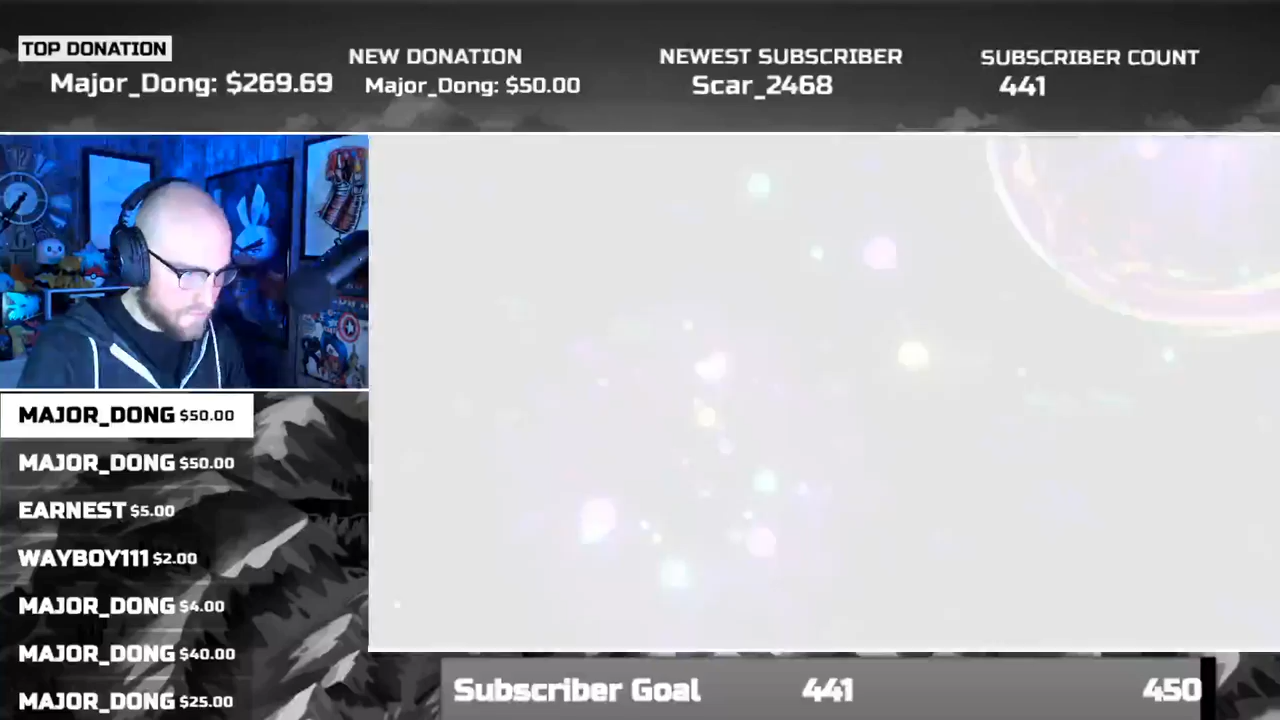 TOP DONATION
Major_Dong: $269.69
NEW DONATION
Major_Dong: $50.00
NEWEST SUBSCRIBER
Scar_2468
SUBSCRIBER COUNT
441
MAJOR_DONG $50.00
MAJOR_DONG $50.00
EARNEST $5.00
WAYBOY111 $2.00
MAJOR_DONG $4.00
MAJOR_DONG $40.00
MAJOR_DONG $25.00
Subscriber Goal 441 450